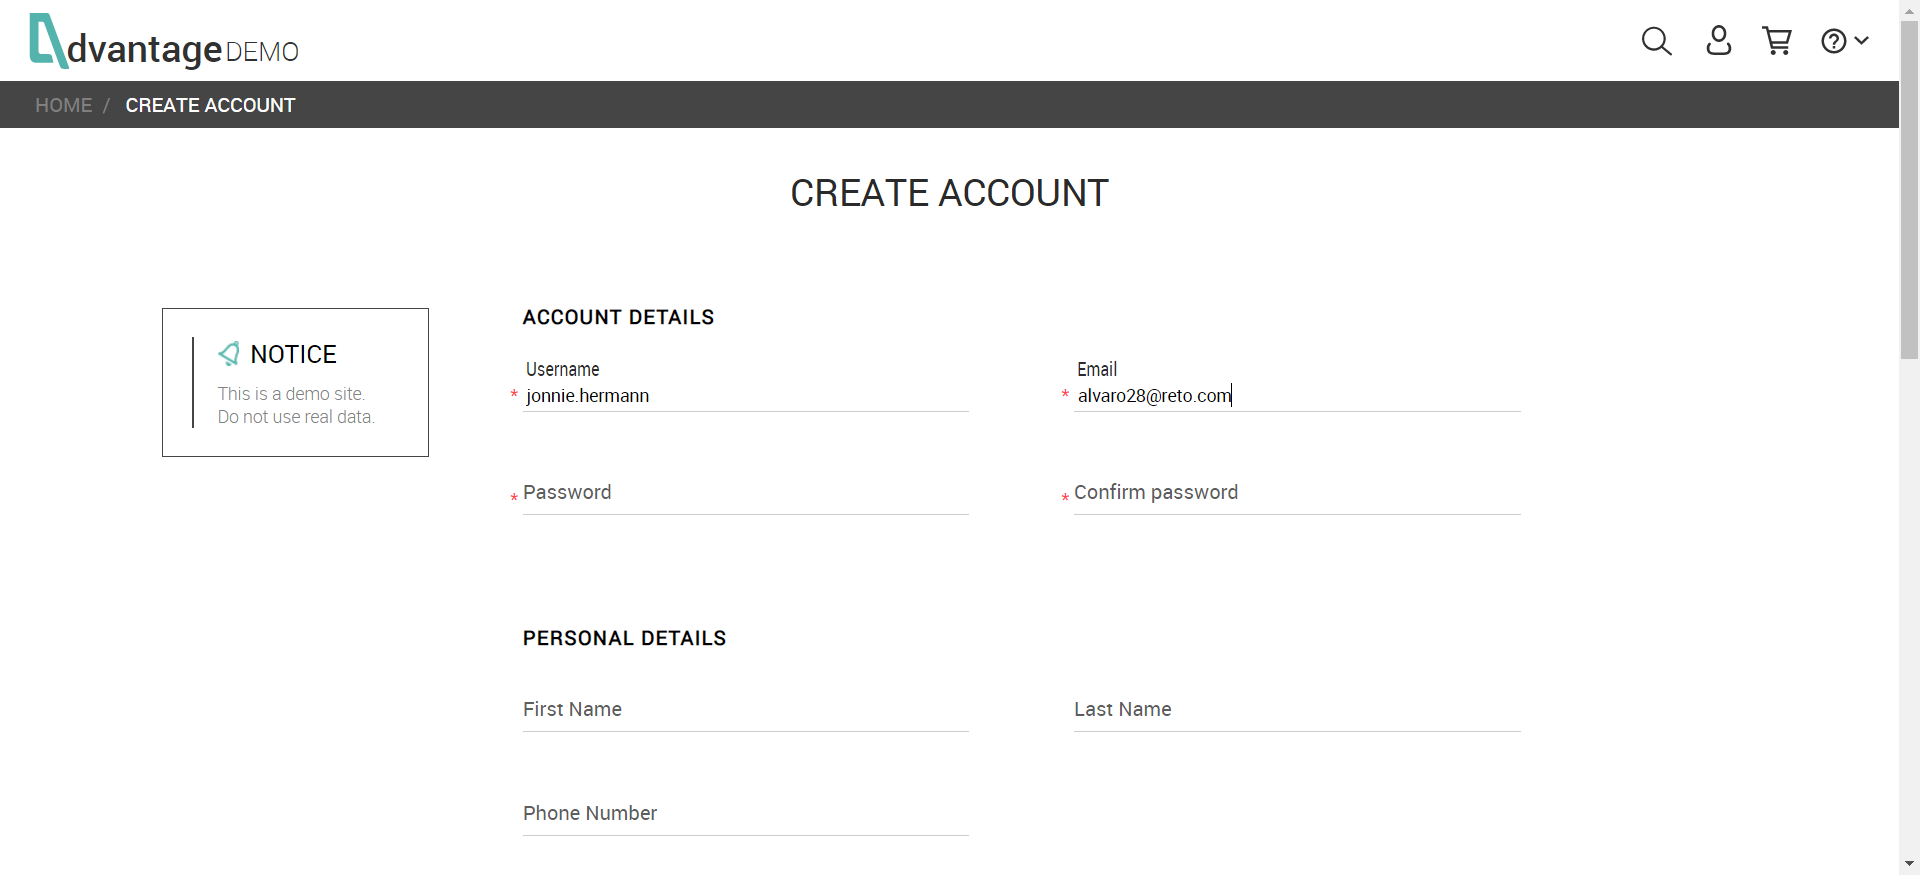 dvantage DEMO
HOME / CREATE ACCOUNT
CREATE ACCOUNT
NOTICE
This is a demo site.
Do not use real data.
ACCOUNT DETAILS
Username
* jonnie.hermann
Email
* alvaro28@reto.com
* Password
* Confirm password
PERSONAL DETAILS
First Name
Last Name
Phone Number